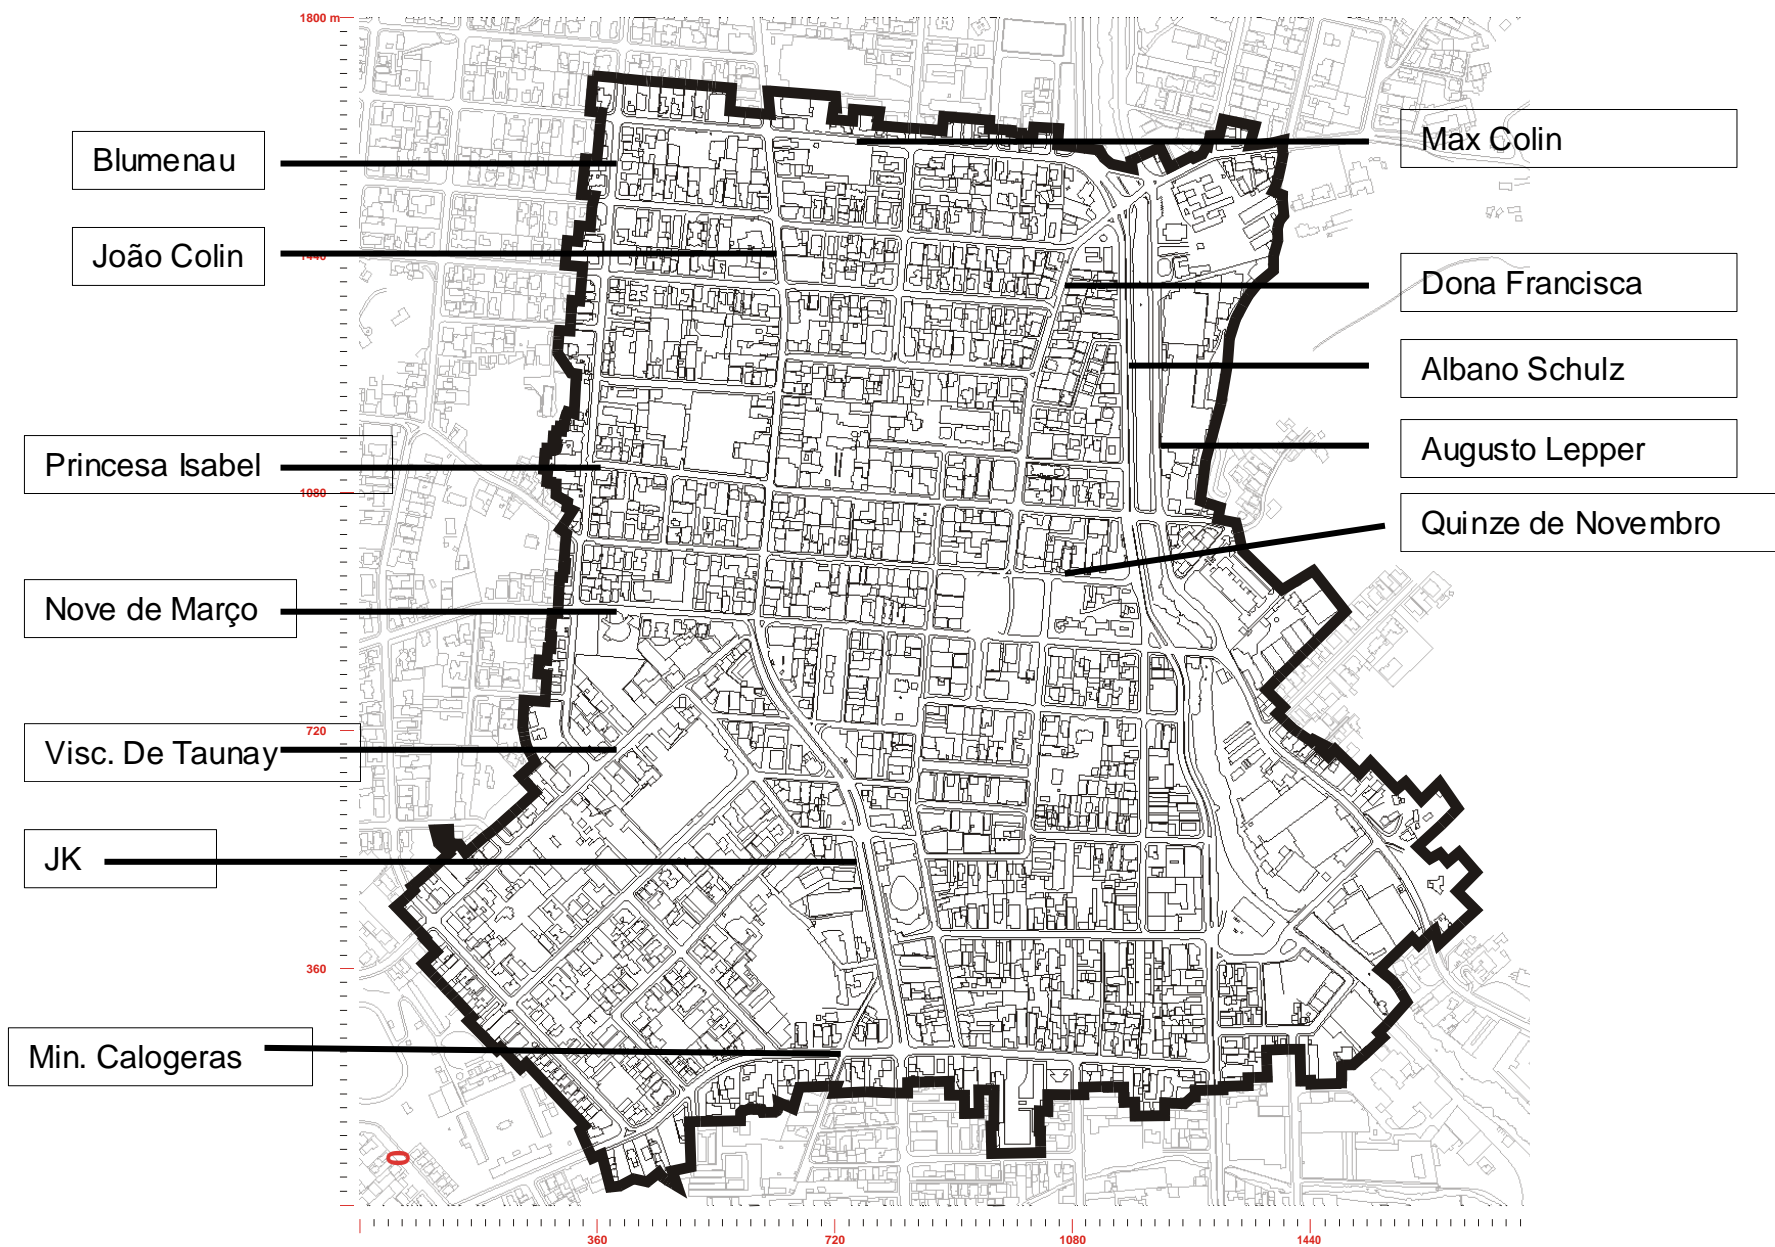 1800 m
Blumenau
Max Colin
João Colin
1440
Dona Francisca
Albano Schulz
Princesa Isabel
Augusto Lepper
1080
Quinze de Novembro
Nove de Março
720
Visc. De Taunay
JK
360
Min. Calogeras
0
360
720
1080
1440